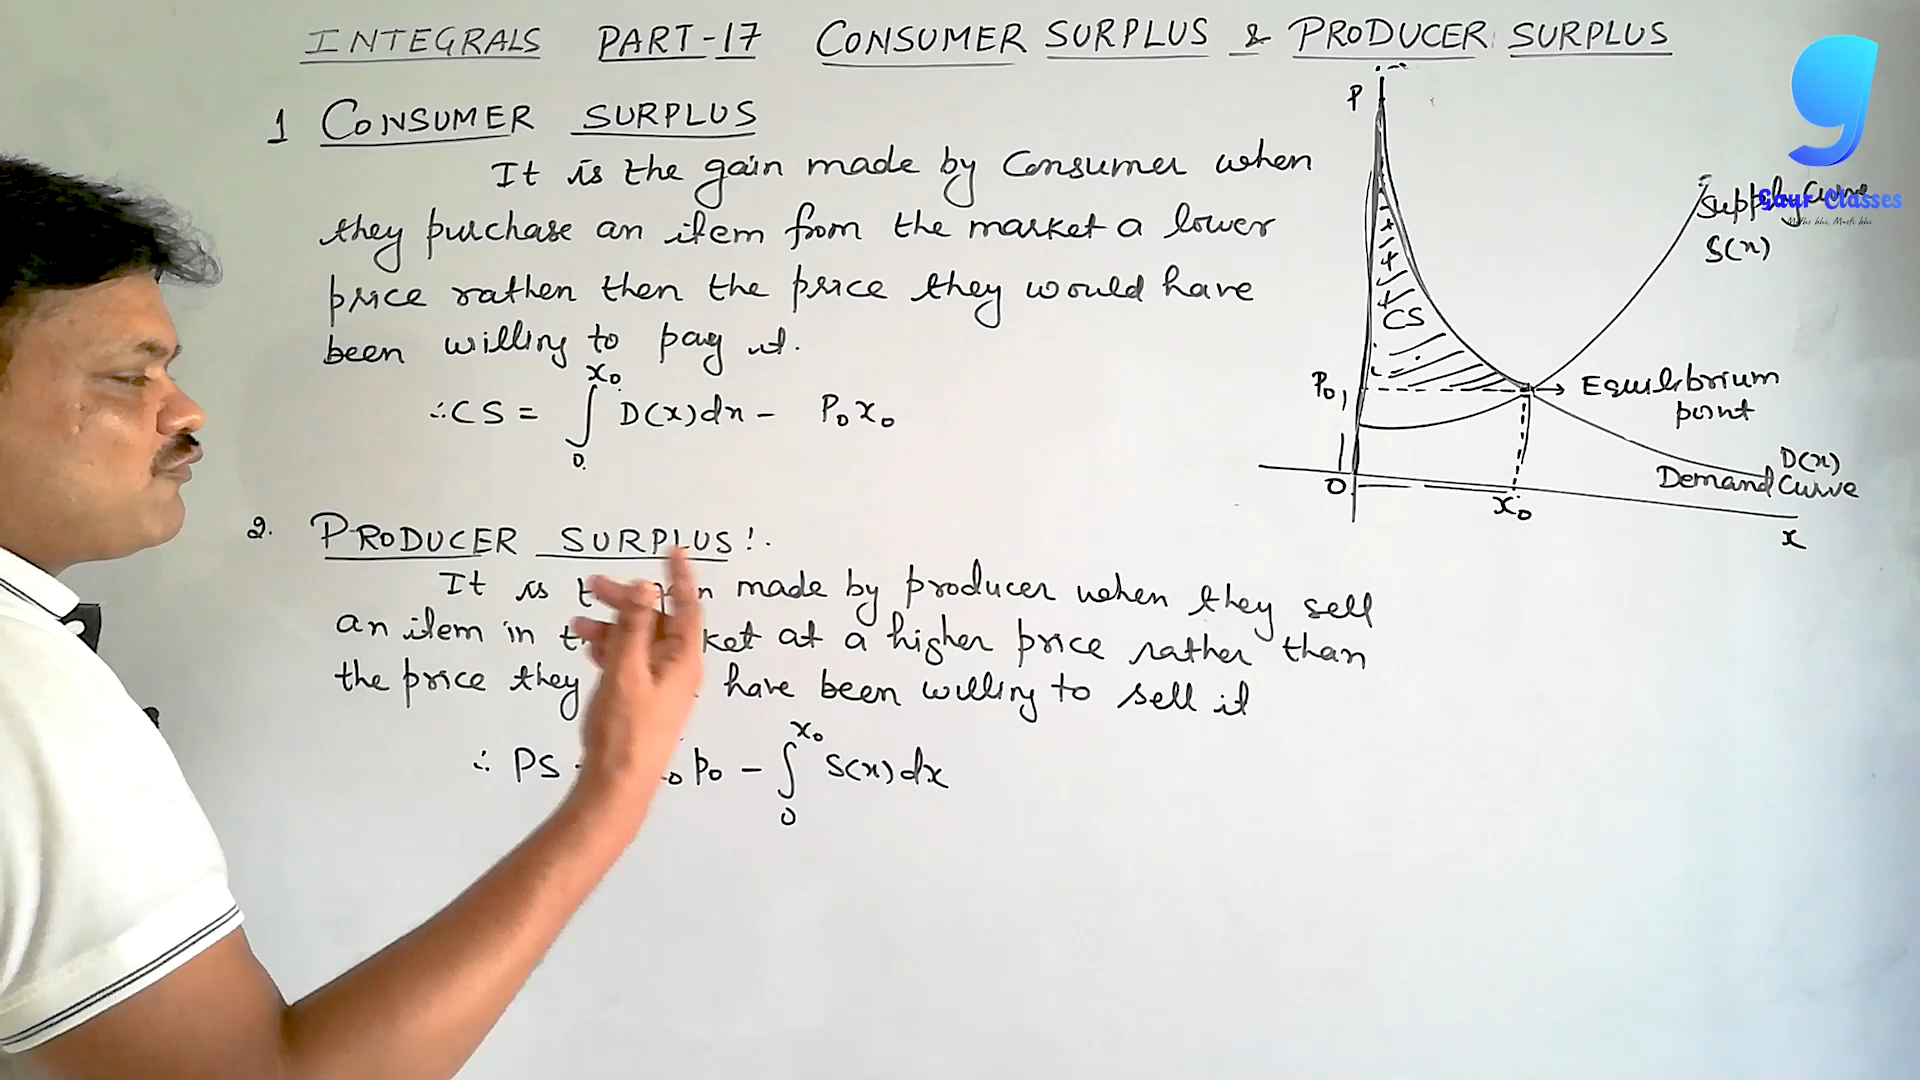 INTEGRALS PART-17 CONSUMER SURPLUS & PRODUCER SURPLUS
1 CONSUMER SURPLUS
It is the gain made by Consumer when
they purchase an item from the market a lower
price rathen then the price they would have
been willing to pay it.
∴CS = ∫₀^x₀ D(x)dx - P₀x₀
2. PRODUCER SURPLUS!.
It is gain made by producer when they sell
an item in at a higher price rather than
the price they have been willing to sell it
∴ PS p₀ - ∫₀^x₀ S(x)dx
P
CS
P₀
0
x₀
x
Equilibrium
point
Supply Curve
S(x)
D(x)
Demand Curve
g
Gaur Classes